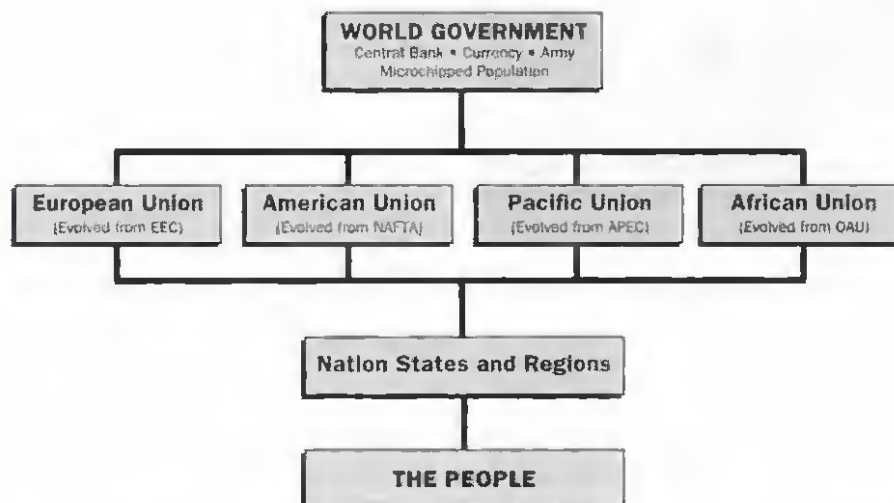 WORLD GOVERNMENT
Central Bank • Currency • Army
Microchipped Population
European Union
(Evolved from EEC)
American Union
(Evolved from NAFTA)
Pacific Union
(Evolved from APEC)
African Union
(Evolved from OAU)
Nation States and Regions
THE PEOPLE